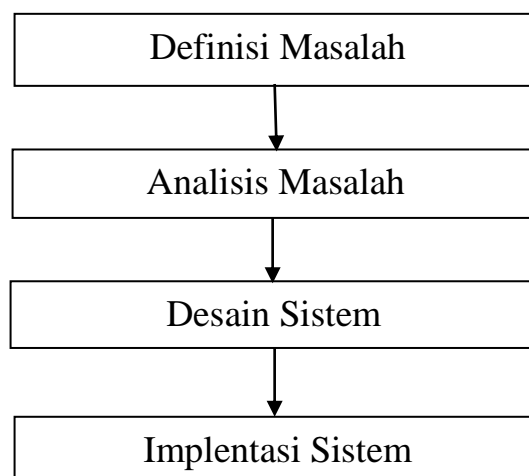 Definisi Masalah
Analisis Masalah
Desain Sistem
Implentasi Sistem